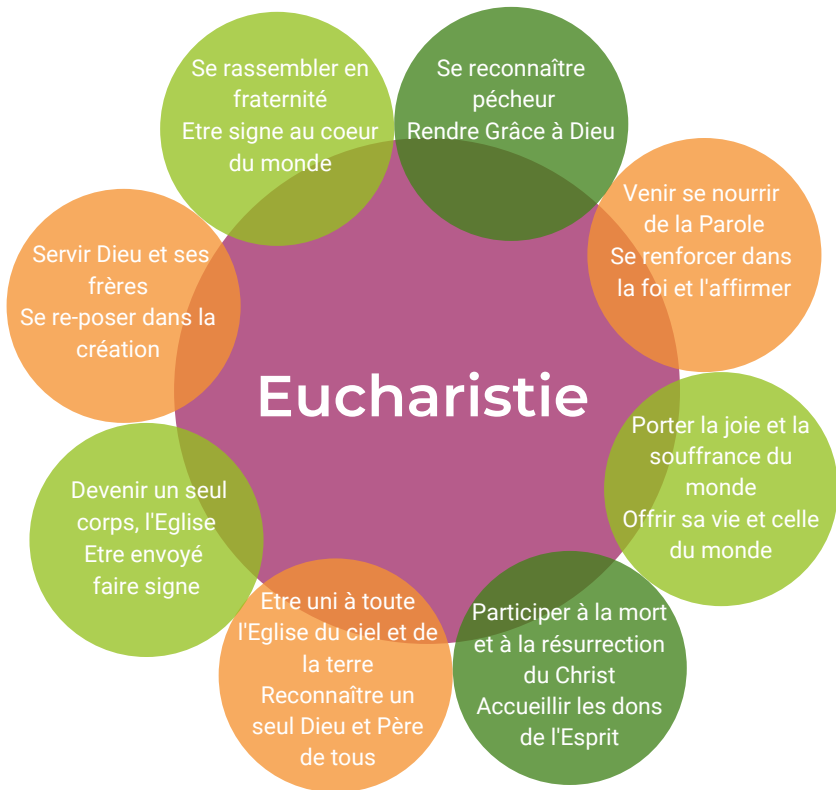 Se rassembler en
fraternité
Etre signe au coeur
du monde
Se reconnaître
pécheur
Rendre Grâce à Dieu
Venir se nourrir
de la Parole
Se renforcer dans
la foi et l'affirmer
Porter la joie et la
souffrance du
monde
Offrir sa vie et celle
du monde
Participer à la mort
et à la résurrection
du Christ
Accueillir les dons
de l'Esprit
Etre uni à toute
l'Eglise du ciel et de
la terre
Reconnaître un
seul Dieu et Père
de tous
Devenir un seul
corps, l'Eglise
Etre envoyé
faire signe
Servir Dieu et ses
frères
Se re-poser dans la
création
Eucharistie